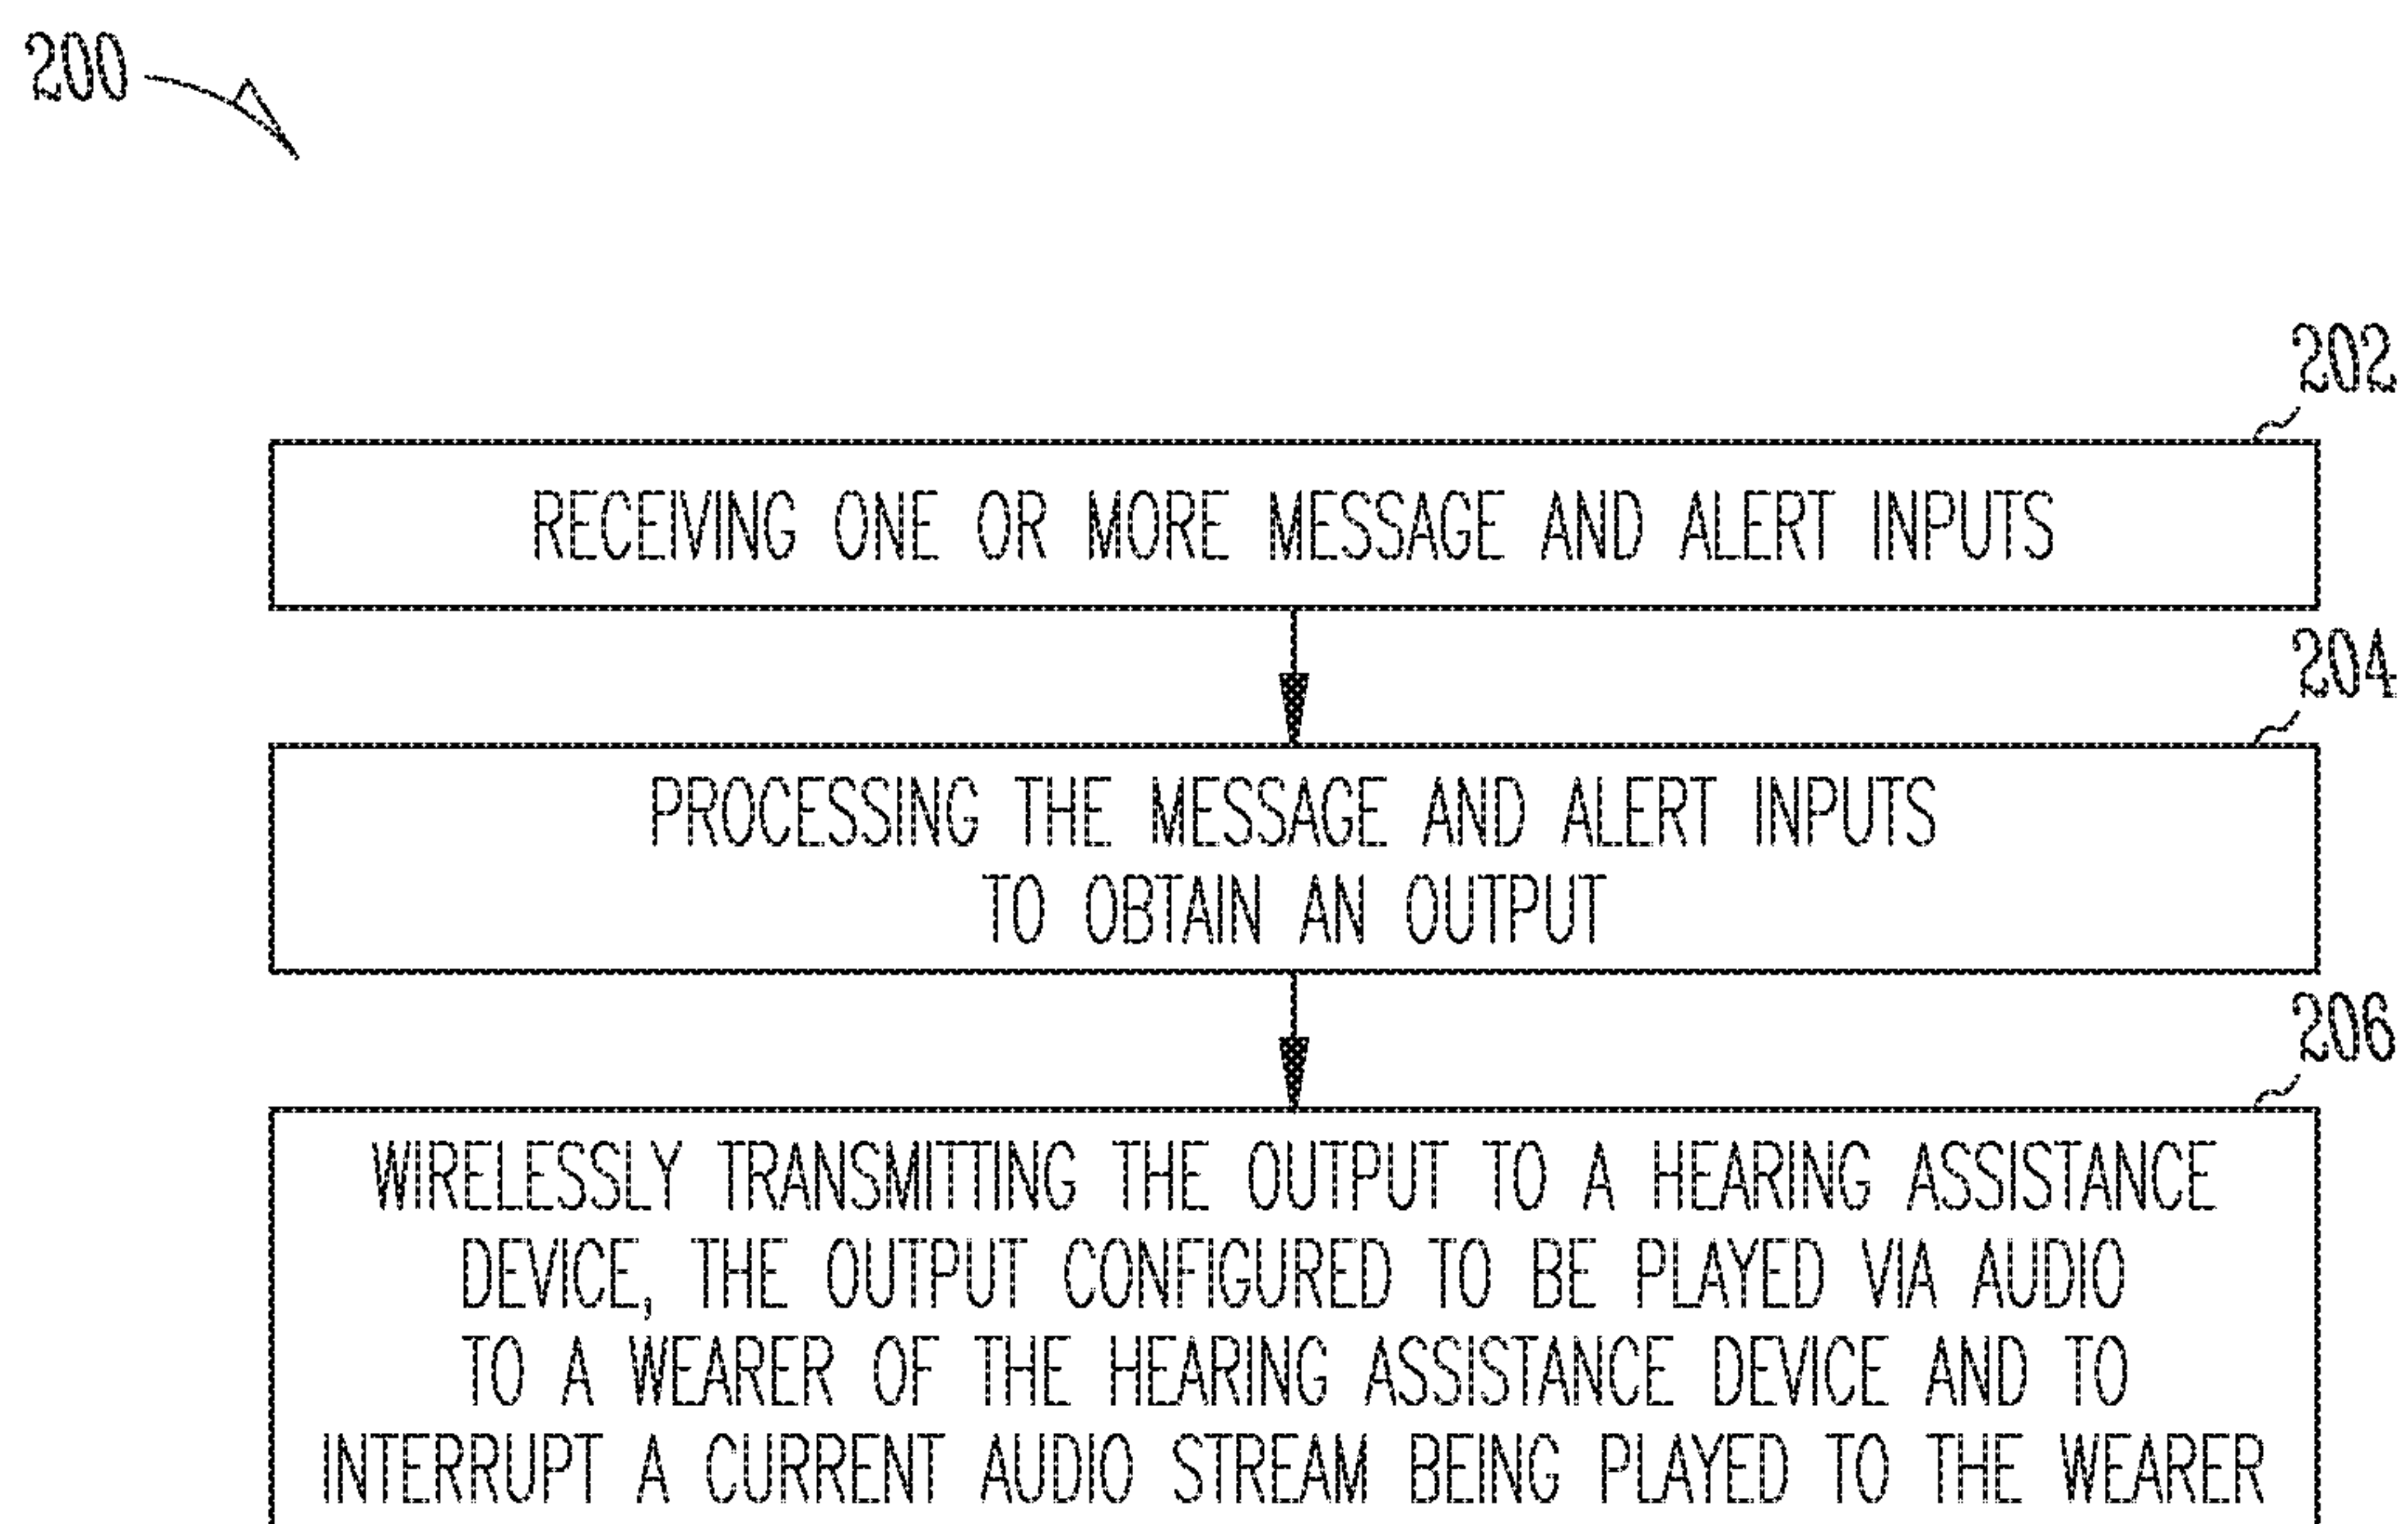 200
202
RECEIVING ONE OR MORE MESSAGE AND ALERT INPUTS
204
PROCESSING THE MESSAGE AND ALERT INPUTS
TO OBTAIN AN OUTPUT
206
WIRELESSLY TRANSMITTING THE OUTPUT TO A HEARING ASSISTANCE
DEVICE, THE OUTPUT CONFIGURED TO BE PLAYED VIA AUDIO
TO A WEARER OF THE HEARING ASSISTANCE DEVICE AND TO
INTERRUPT A CURRENT AUDIO STREAM BEING PLAYED TO THE WEARER